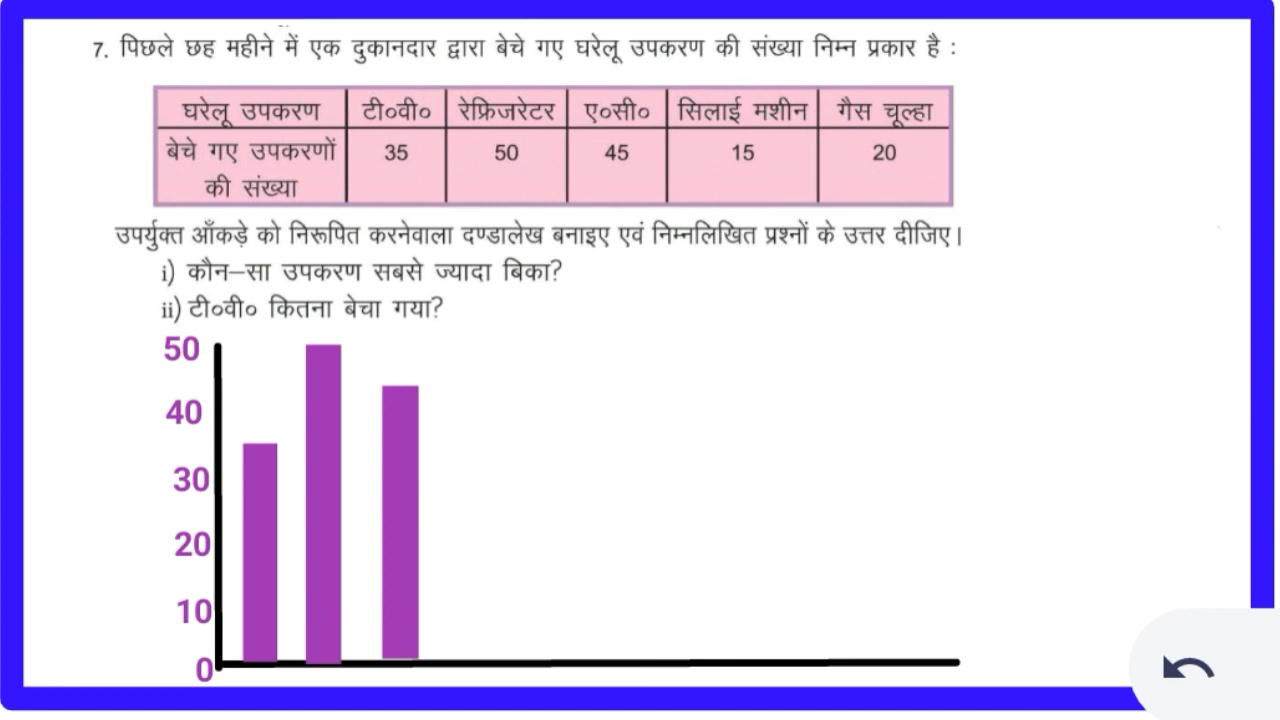 7. पिछले छह महीने में एक दुकानदार द्वारा बेचे गए घरेलू उपकरण की संख्या निम्न प्रकार है :
घरेलू उपकरण टी०वी० रेफ्रिजरेटर ए०सी० सिलाई मशीन गैस चूल्हा
बेचे गए उपकरणों 35 50 45 15 20
की संख्या
उपर्युक्त आँकड़े को निरूपित करनेवाला दण्डालेख बनाइए एवं निम्नलिखित प्रश्नों के उत्तर दीजिए।
i) कौन–सा उपकरण सबसे ज्यादा बिका?
ii) टी०वी० कितना बेचा गया?
50
40
30
20
10
0